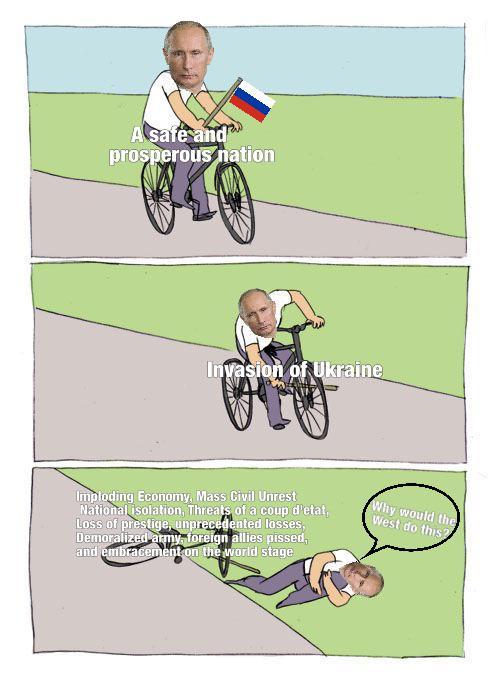 A safe and
prosperous nation
Invasion of Ukraine
Imploding Economy, Mass Civil Unrest
National isolation, Threats of a coup d'etat,
Loss of prestige, unprecedented losses,
Demoralized army, foreign allies pissed,
and embracement on the world stage
Why would the
West do this?